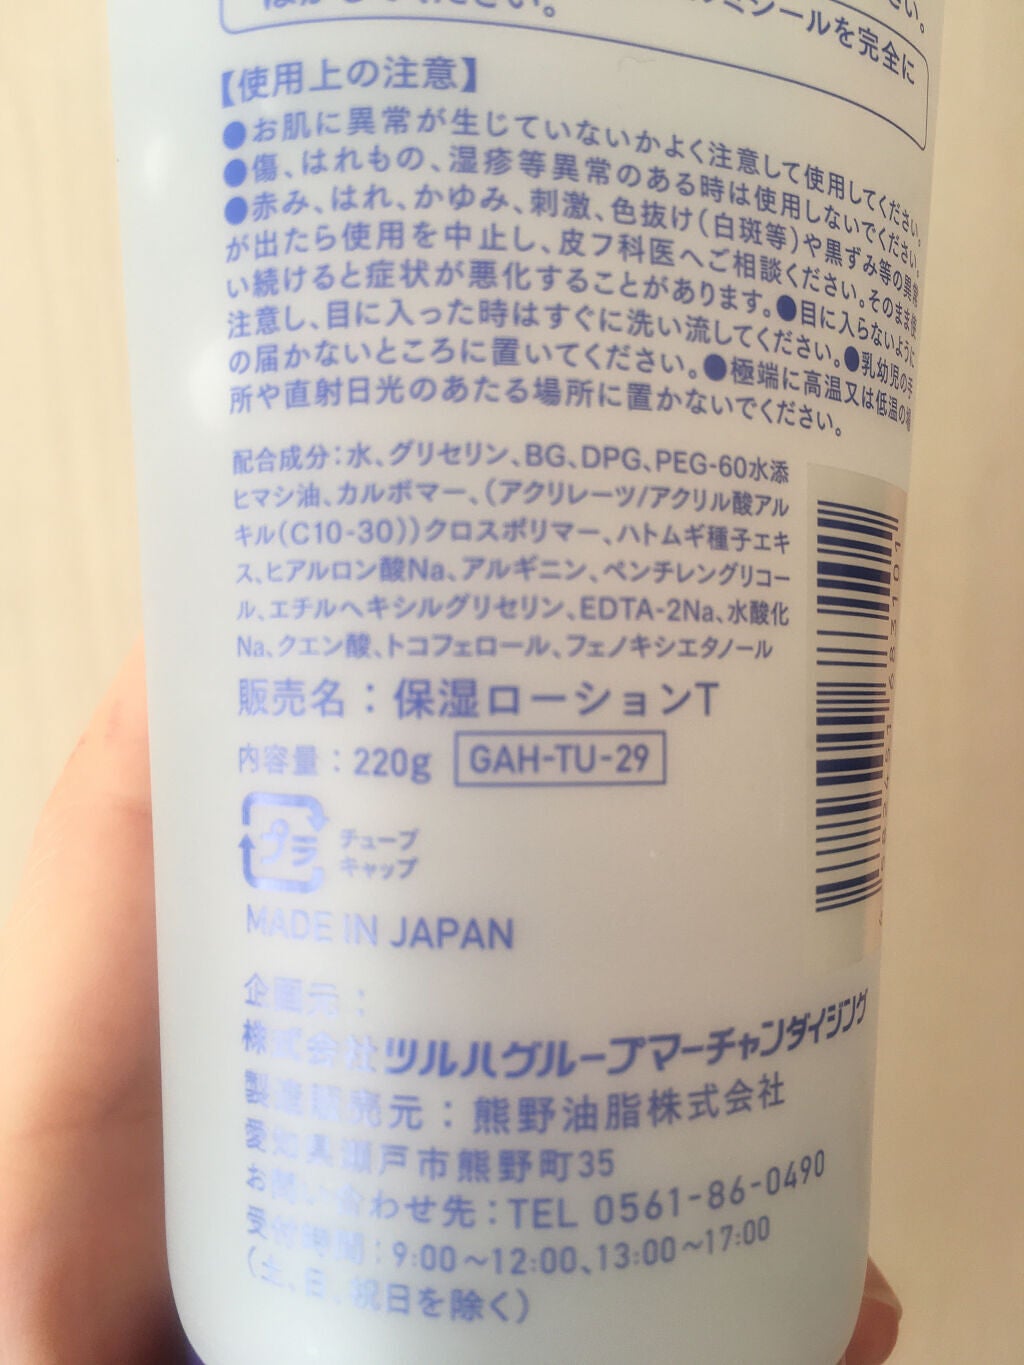 はがしてください。
ミシールを完全に
さい。
【使用上の注意】
●お肌に異常が生じていないかよく注意して使用してください。
●傷、はれもの、湿疹等異常のある時は使用しないでください。
●赤み、はれ、かゆみ、刺激、色抜け(白斑等)や黒ずみ等の異常
が出たら使用を中止し、皮フ科医へご相談ください。そのまま使
い続けると症状が悪化することがあります。●目に入らないように
注意し、目に入った時はすぐに洗い流してください。●乳幼児の手
の届かないところに置いてください。●極端に高温又は低温の場
所や直射日光のあたる場所に置かないでください。
配合成分:水、グリセリン、BG、DPG、PEG-60水添
ヒマシ油、カルボマー、(アクリレーツ/アクリル酸アル
キル(C10-30))クロスポリマー、ハトムギ種子エキ
ス、ヒアルロン酸Na、アルギニン、ペンチレングリコー
ル、エチルヘキシルグリセリン、EDTA-2Na、水酸化
Na、クエン酸、トコフェロール、フェノキシエタノール
販売名:保湿ローションT
内容量:220g GAH-TU-29
プラ チューブ
キャップ
MADE IN JAPAN
企画元:
株式会社ツルハグループマーチャンダイジング
製造販売元:熊野油脂株式会社
愛知県瀬戸市熊野町35
お問い合わせ先:TEL 0561-86-0490
受付時間:9:00~12:00、13:00~17:00
(土、日、祝日を除く)